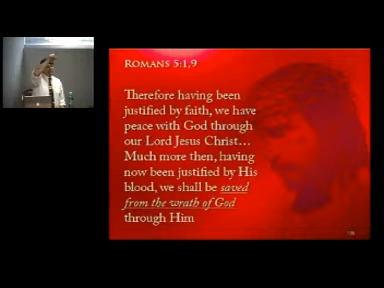 ROMANS 5:1,9
Therefore having been
justified by faith, we have
peace with God through
our Lord Jesus Christ...
Much more then, having
now been justified by His
blood, we shall be saved
from the wrath of God
through Him